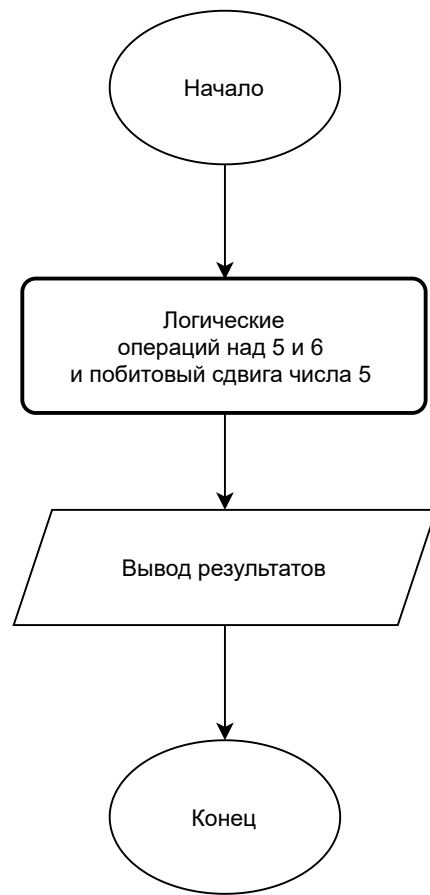 Начало
Логические
операций над 5 и 6
и побитовый сдвига числа 5
Вывод результатов
Конец